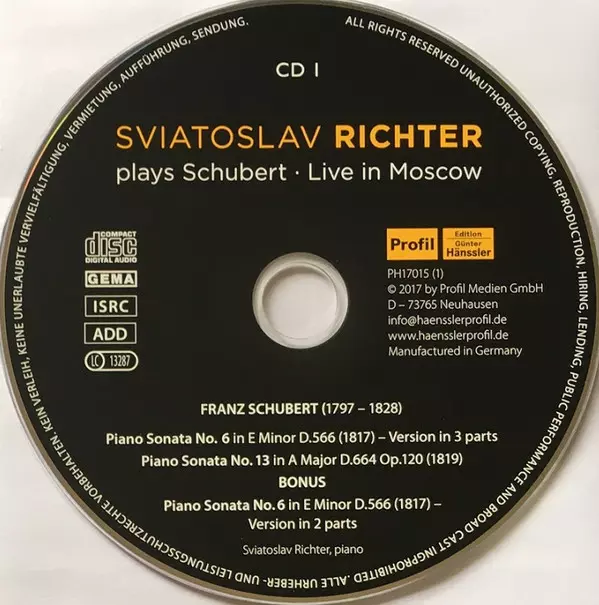 CD I
SVIATOSLAV RICHTER
plays Schubert · Live in Moscow
COMPACT
disc
DIGITAL AUDIO
GEMA
ISRC
ADD
LC 13287
Profil
Edition
Günter
Hänssler
PH17015 (1)
© 2017 by Profil Medien GmbH
D – 73765 Neuhausen
info@haensslerprofil.de
www.haensslerprofil.de
Manufactured in Germany
FRANZ SCHUBERT (1797 – 1828)
Piano Sonata No. 6 in E Minor D.566 (1817) – Version in 3 parts
Piano Sonata No. 13 in A Major D.664 Op.120 (1819)
BONUS
Piano Sonata No. 6 in E Minor D.566 (1817) –
Version in 2 parts
Sviatoslav Richter, piano
ALL RIGHTS RESERVED UNAUTHORIZED COPYING, REPRODUCTION, HIRING, LENDING, PUBLIC PERFORMANCE AND BROAD CASTINGPROHIBITED. ALLE URHEBER- UND LEISTUNGSSCHUTZRECHTE VORBEHALTEN. KEIN VERLEIH, KEINE UNERLAUBTE VERVIELFÄLTIGUNG, VERMIETUNG, AUFFÜHRUNG, SENDUNG.